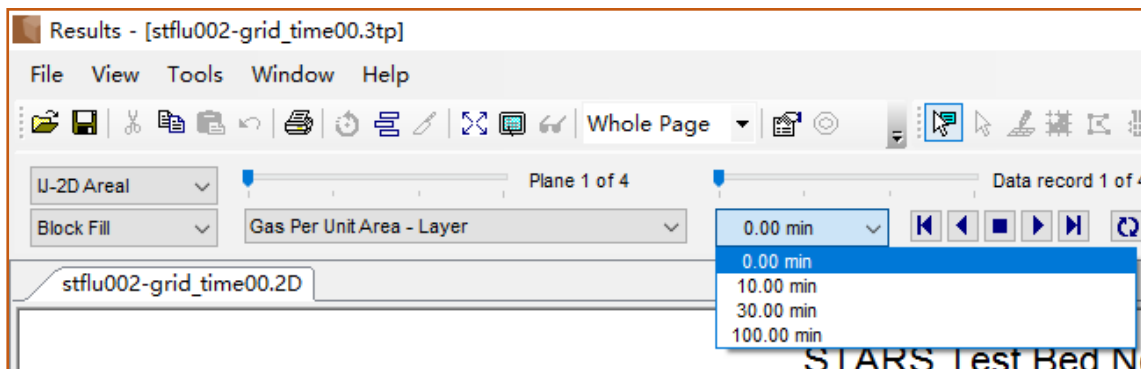 Results - [stflu002-grid_time00.3tp]
File View Tools Window Help
Whole Page
IJ-2D Areal Plane 1 of 4 Data record 1 of 4
Block Fill Gas Per Unit Area - Layer 0.00 min
0.00 min
stflu002-grid_time00.2D
10.00 min
30.00 min
100.00 min
STARS Test Bed